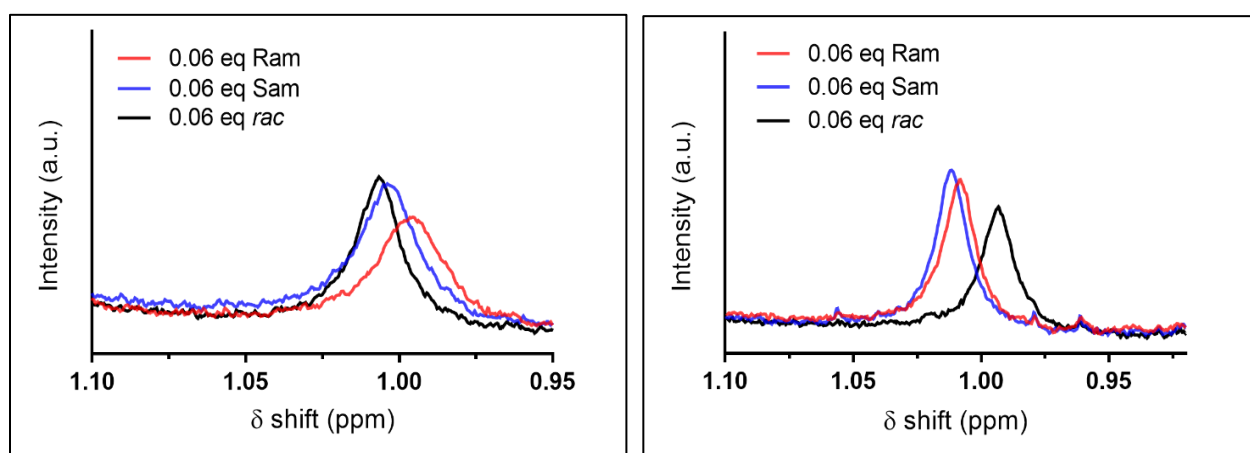 0.06 eq Ram
0.06 eq Sam
0.06 eq rac
Intensity (a.u.)
1.10 1.05 1.00 0.95
δ shift (ppm)
0.06 eq Ram
0.06 eq Sam
0.06 eq rac
Intensity (a.u.)
1.10 1.05 1.00 0.95
δ shift (ppm)